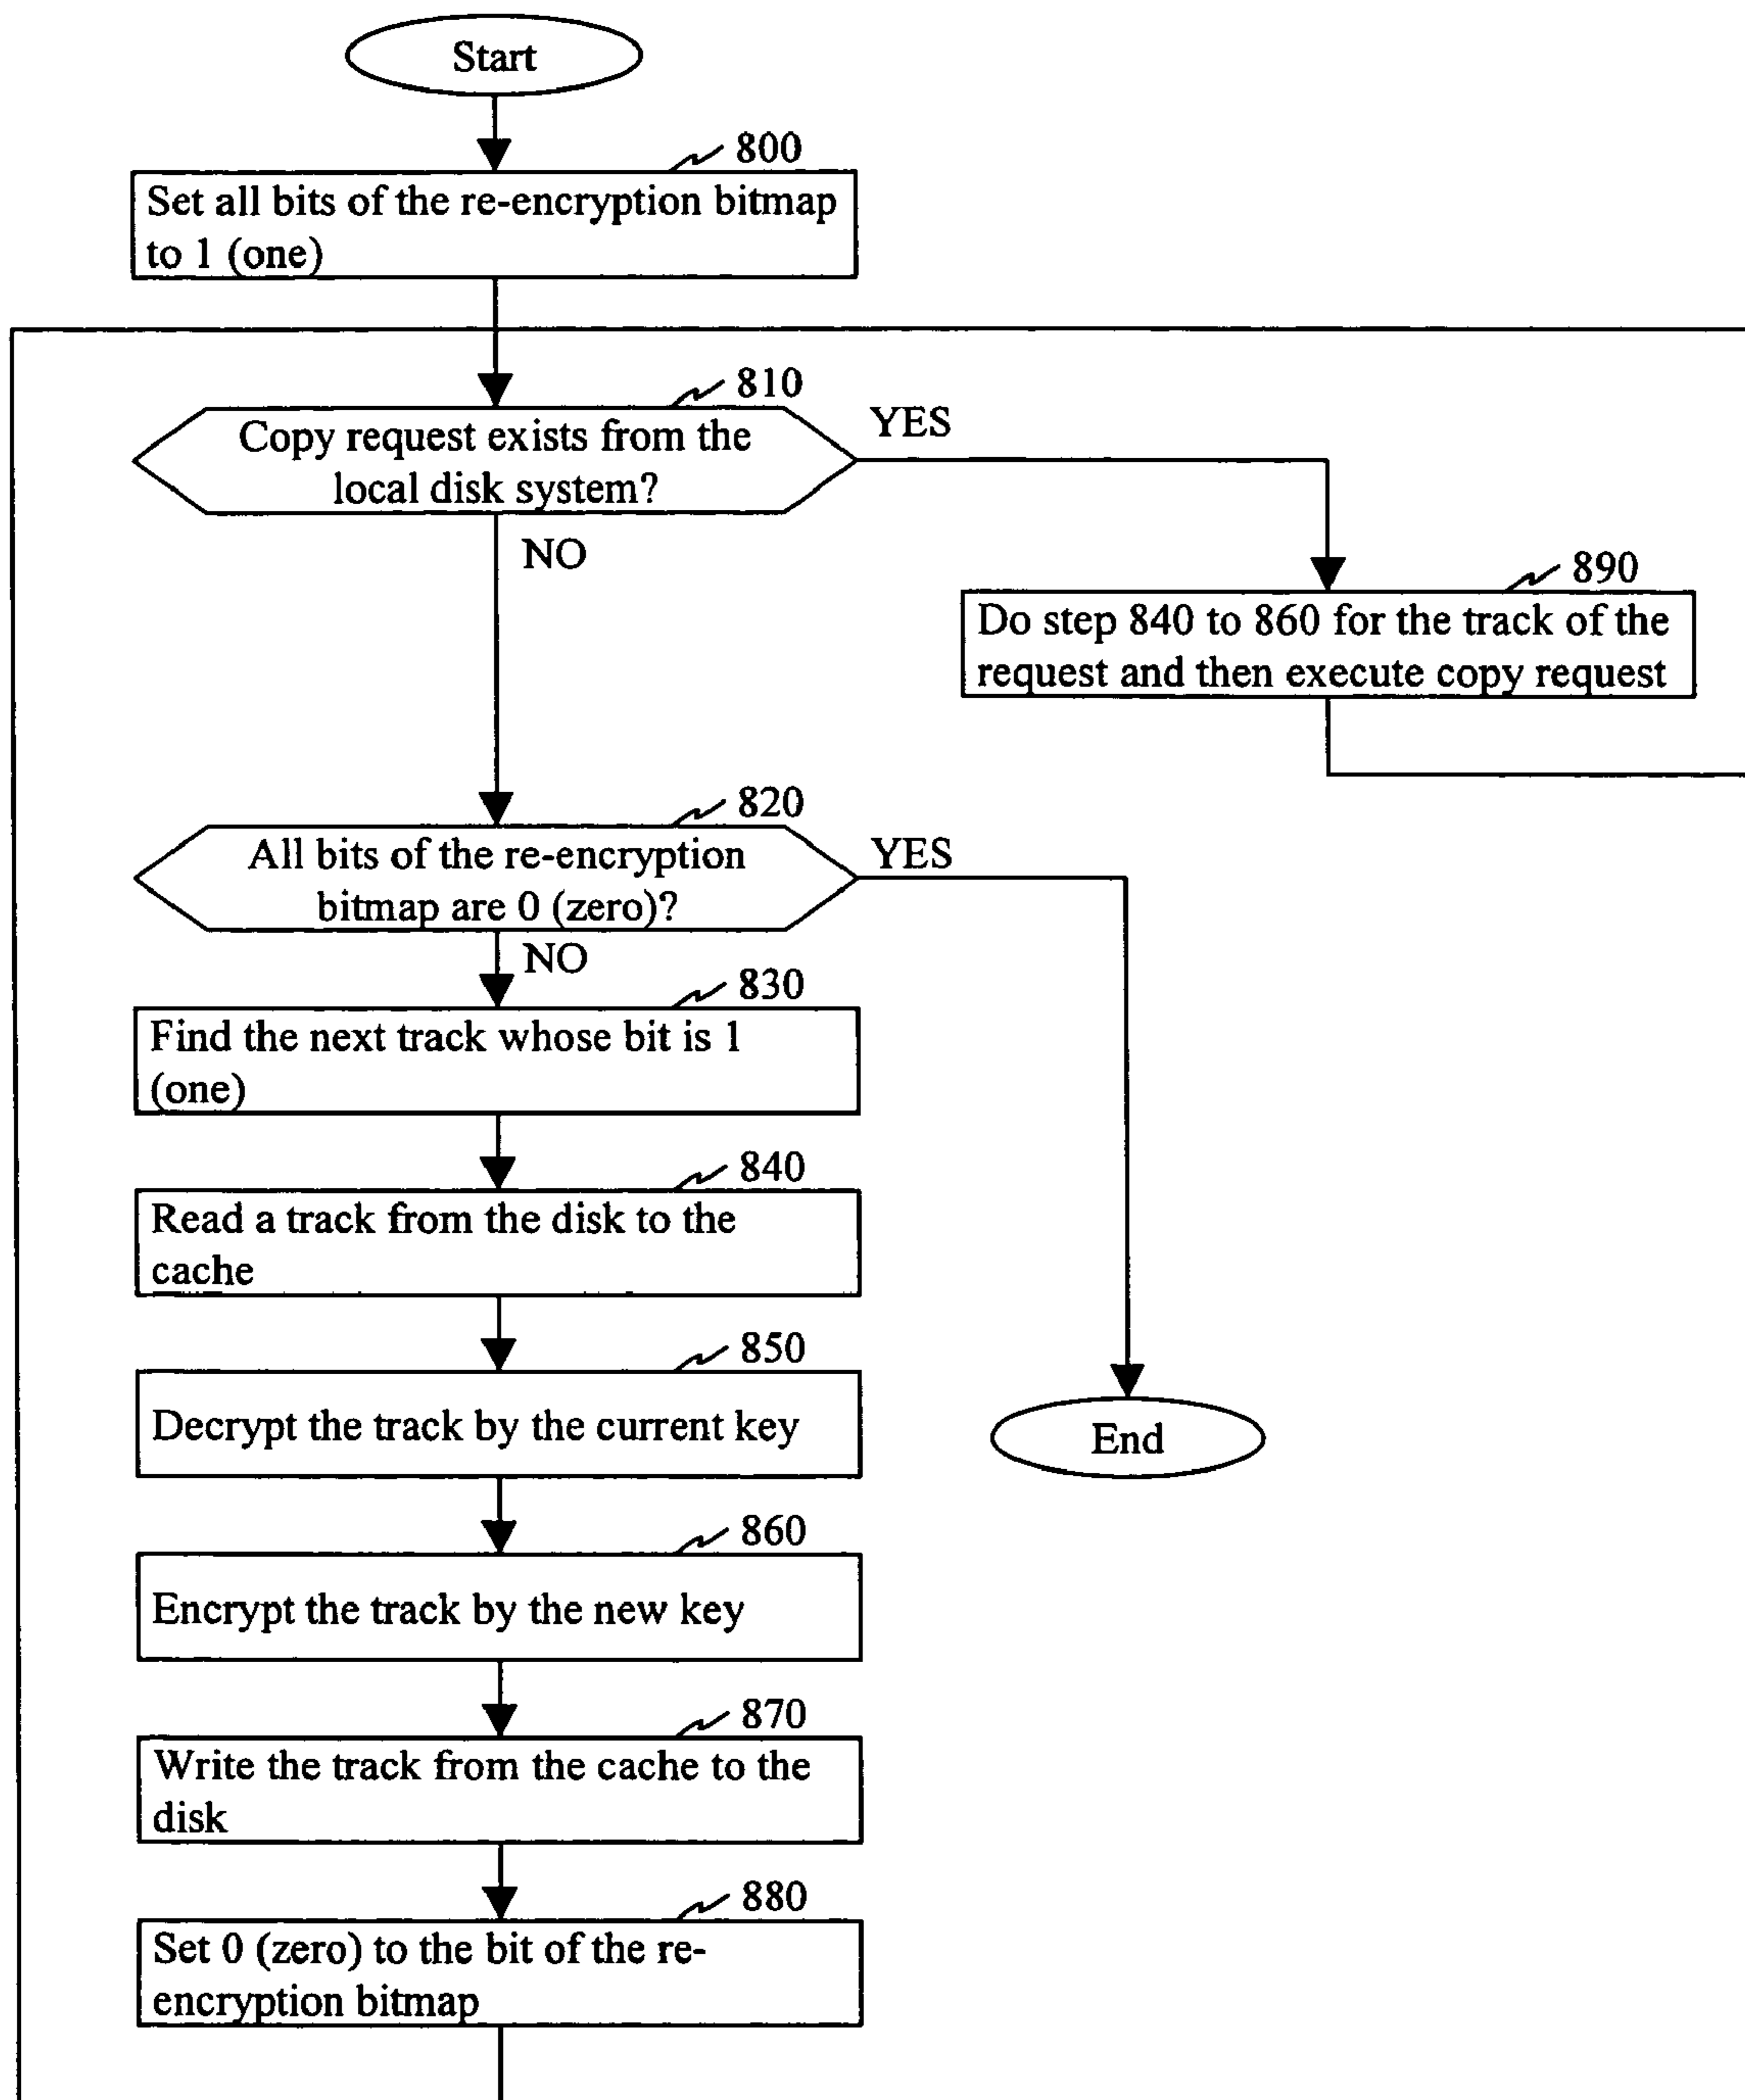 Start
800
Set all bits of the re-encryption bitmap
to 1 (one)
810
Copy request exists from the
local disk system?
YES
NO
890
Do step 840 to 860 for the track of the
request and then execute copy request
820
All bits of the re-encryption
bitmap are 0 (zero)?
YES
NO
830
Find the next track whose bit is 1
(one)
840
Read a track from the disk to the
cache
850
Decrypt the track by the current key
End
860
Encrypt the track by the new key
870
Write the track from the cache to the
disk
880
Set 0 (zero) to the bit of the re-
encryption bitmap